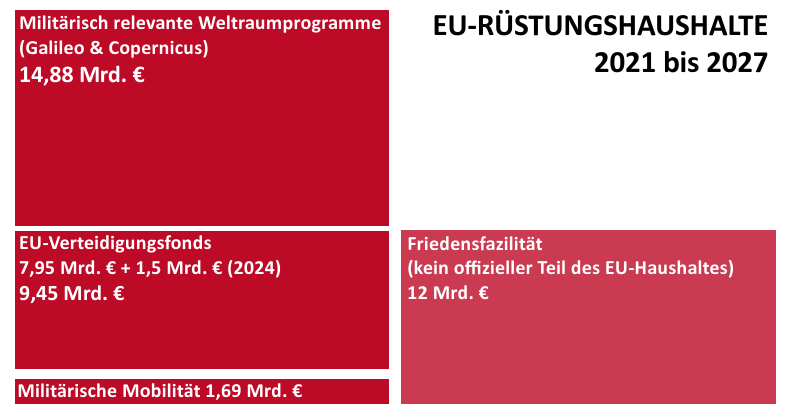 EU-RÜSTUNGSHAUSHALTE
2021 bis 2027
Militärisch relevante Weltraumprogramme
(Galileo & Copernicus)
14,88 Mrd. €
EU-Verteidigungsfonds
7,95 Mrd. € + 1,5 Mrd. € (2024)
9,45 Mrd. €
Friedensfazilität
(kein offizieller Teil des EU-Haushaltes)
12 Mrd. €
Militärische Mobilität 1,69 Mrd. €